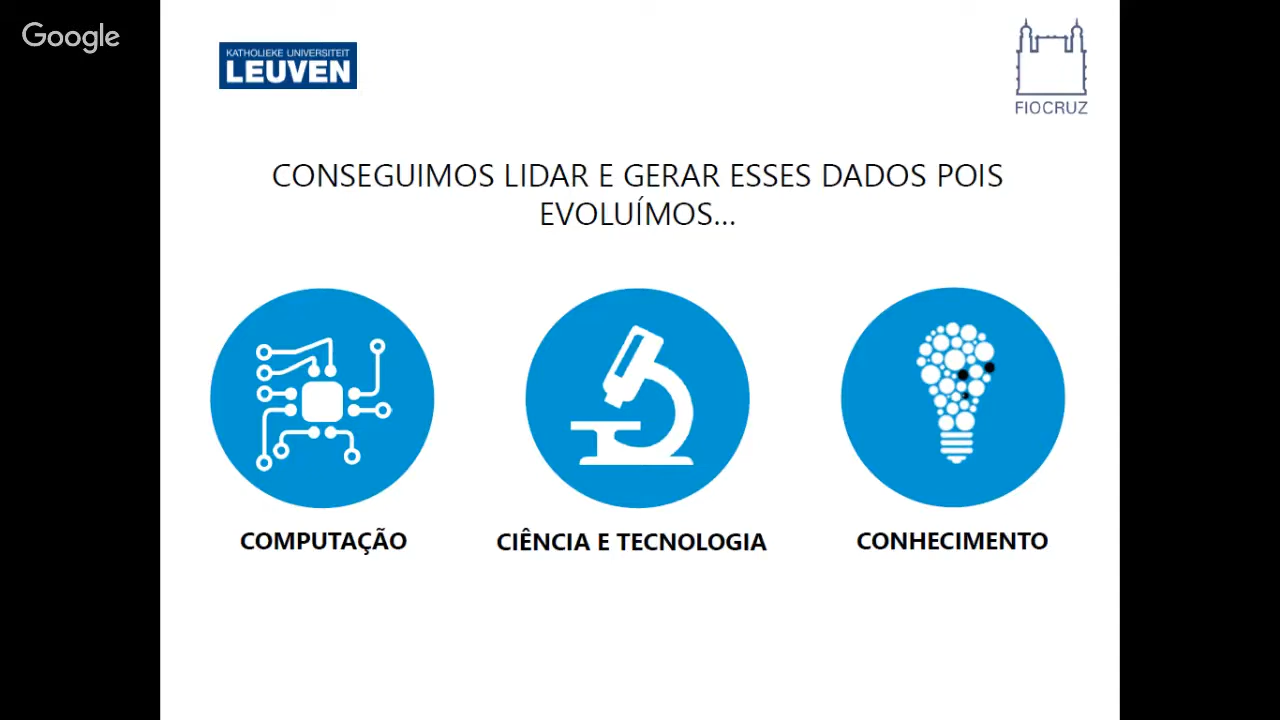 Google
KATHOLIEKE UNIVERSITEIT
LEUVEN
FIOCRUZ
CONSEGUIMOS LIDAR E GERAR ESSES DADOS POIS
EVOLUÍMOS...
COMPUTAÇÃO
CIÊNCIA E TECNOLOGIA
CONHECIMENTO